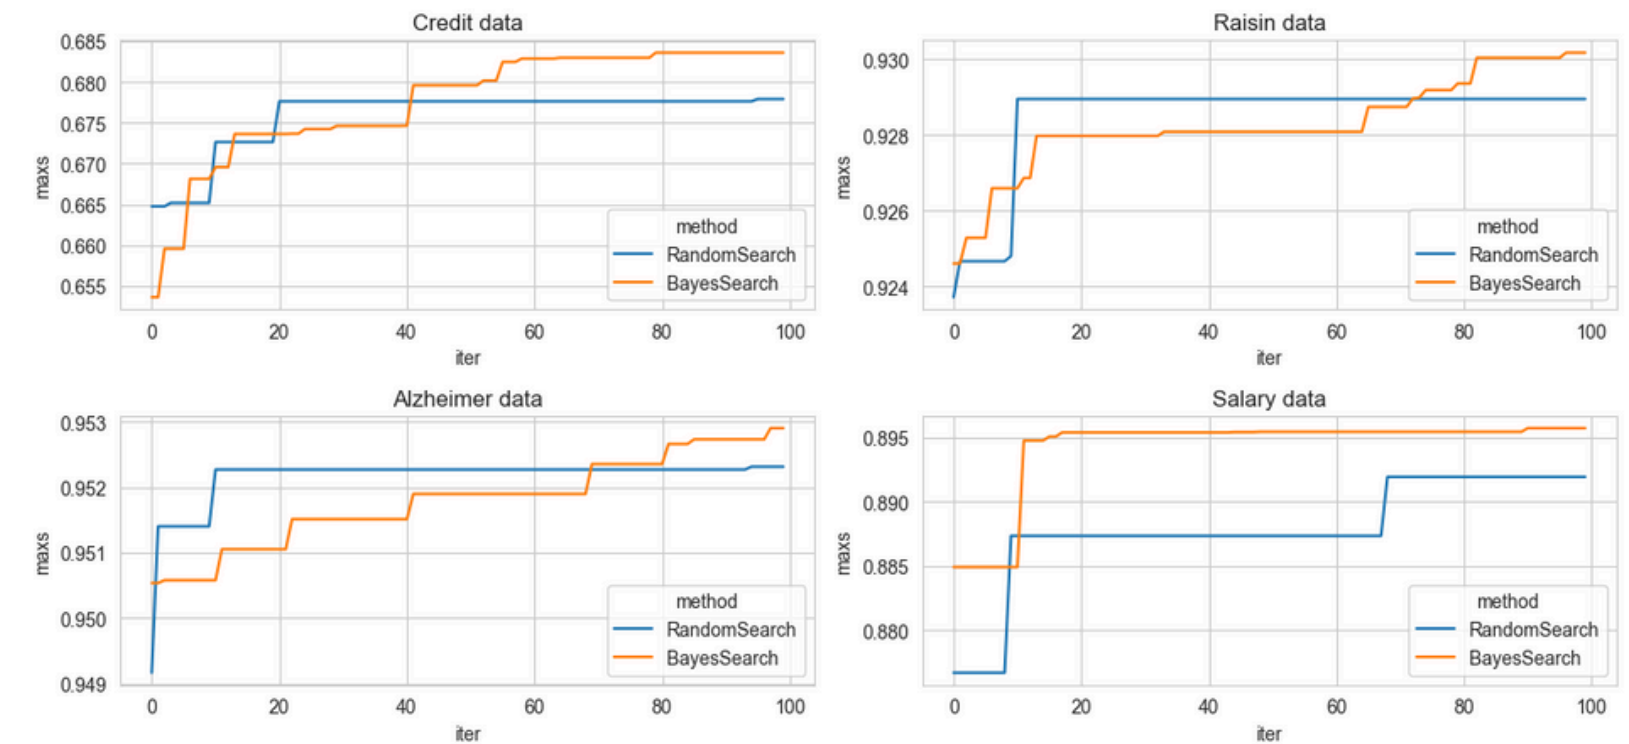 Credit data
0.685
0.680
0.675
0.670
0.665
0.660
0.655
maxs
0 20 40 60 80 100
iter
method
RandomSearch
BayesSearch
Raisin data
0.930
0.928
0.926
0.924
maxs
0 20 40 60 80 100
iter
method
RandomSearch
BayesSearch
Alzheimer data
0.953
0.952
0.951
0.950
0.949
maxs
0 20 40 60 80 100
iter
method
RandomSearch
BayesSearch
Salary data
0.895
0.890
0.885
0.880
maxs
0 20 40 60 80 100
iter
method
RandomSearch
BayesSearch